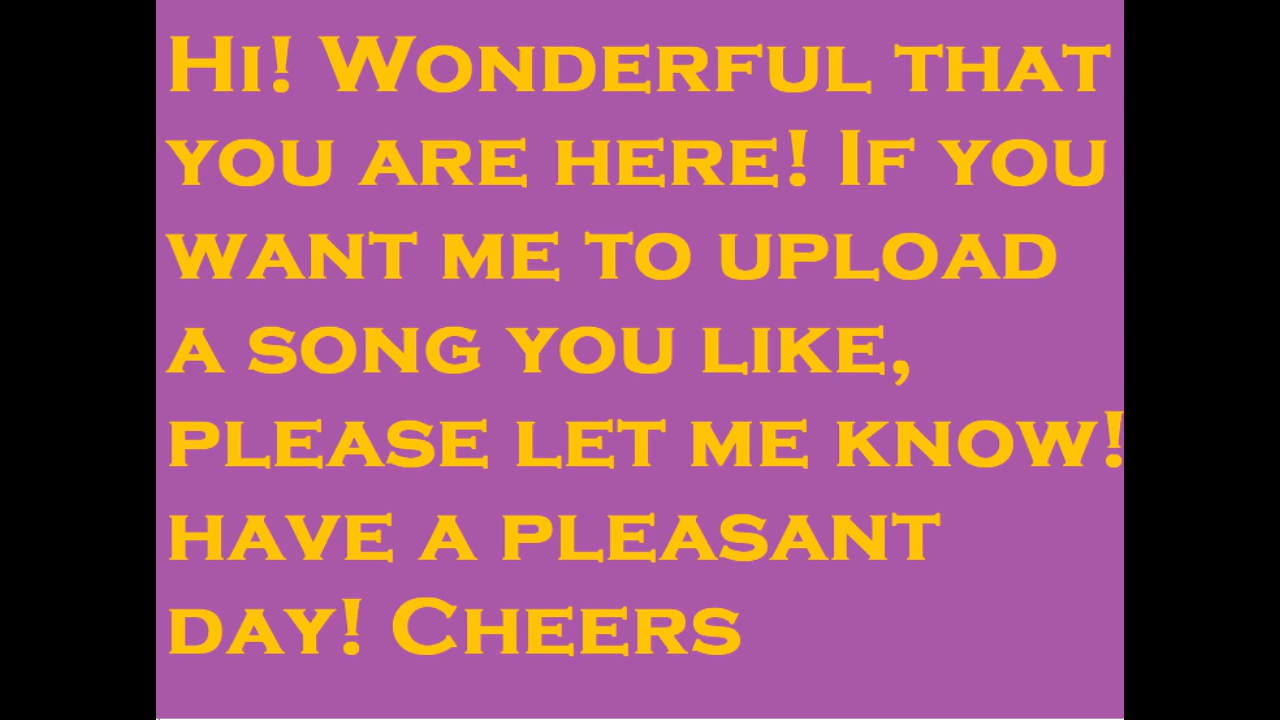 Hi! Wonderful that
you are here! If you
want me to upload
a song you like,
please let me know!
have a pleasant
day! Cheers